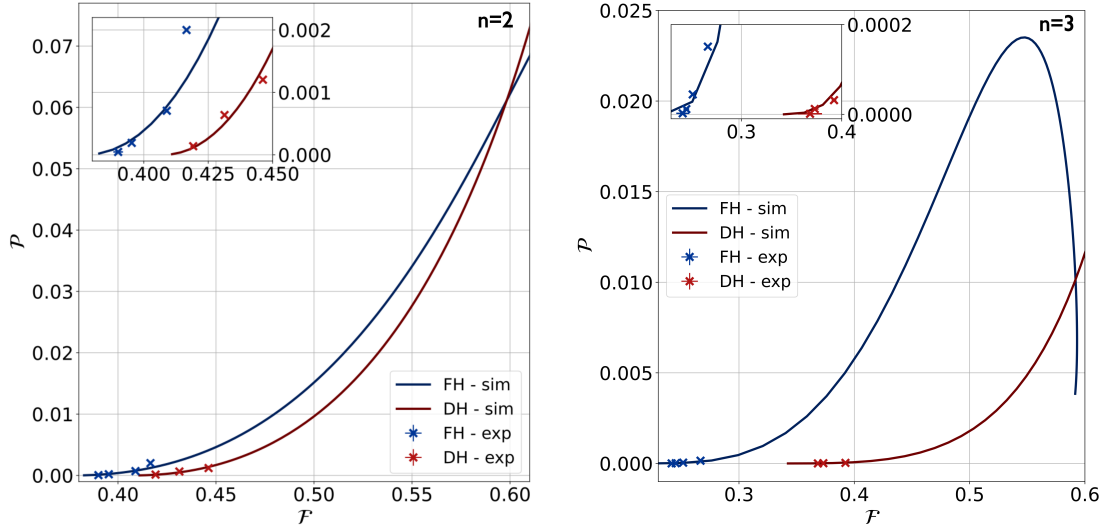 n=2
0.07
0.06
0.05
0.04
0.03
0.02
0.01
0.00
𝒫
0.002
0.001
0.000
0.400 0.425 0.450
FH - sim
DH - sim
FH - exp
DH - exp
0.40 0.45 0.50 0.55 0.60
ℱ
n=3
0.025
0.020
0.015
0.010
0.005
0.000
𝒫
0.0002
0.0000
0.3 0.4
FH - sim
DH - sim
FH - exp
DH - exp
0.3 0.4 0.5 0.6
ℱ